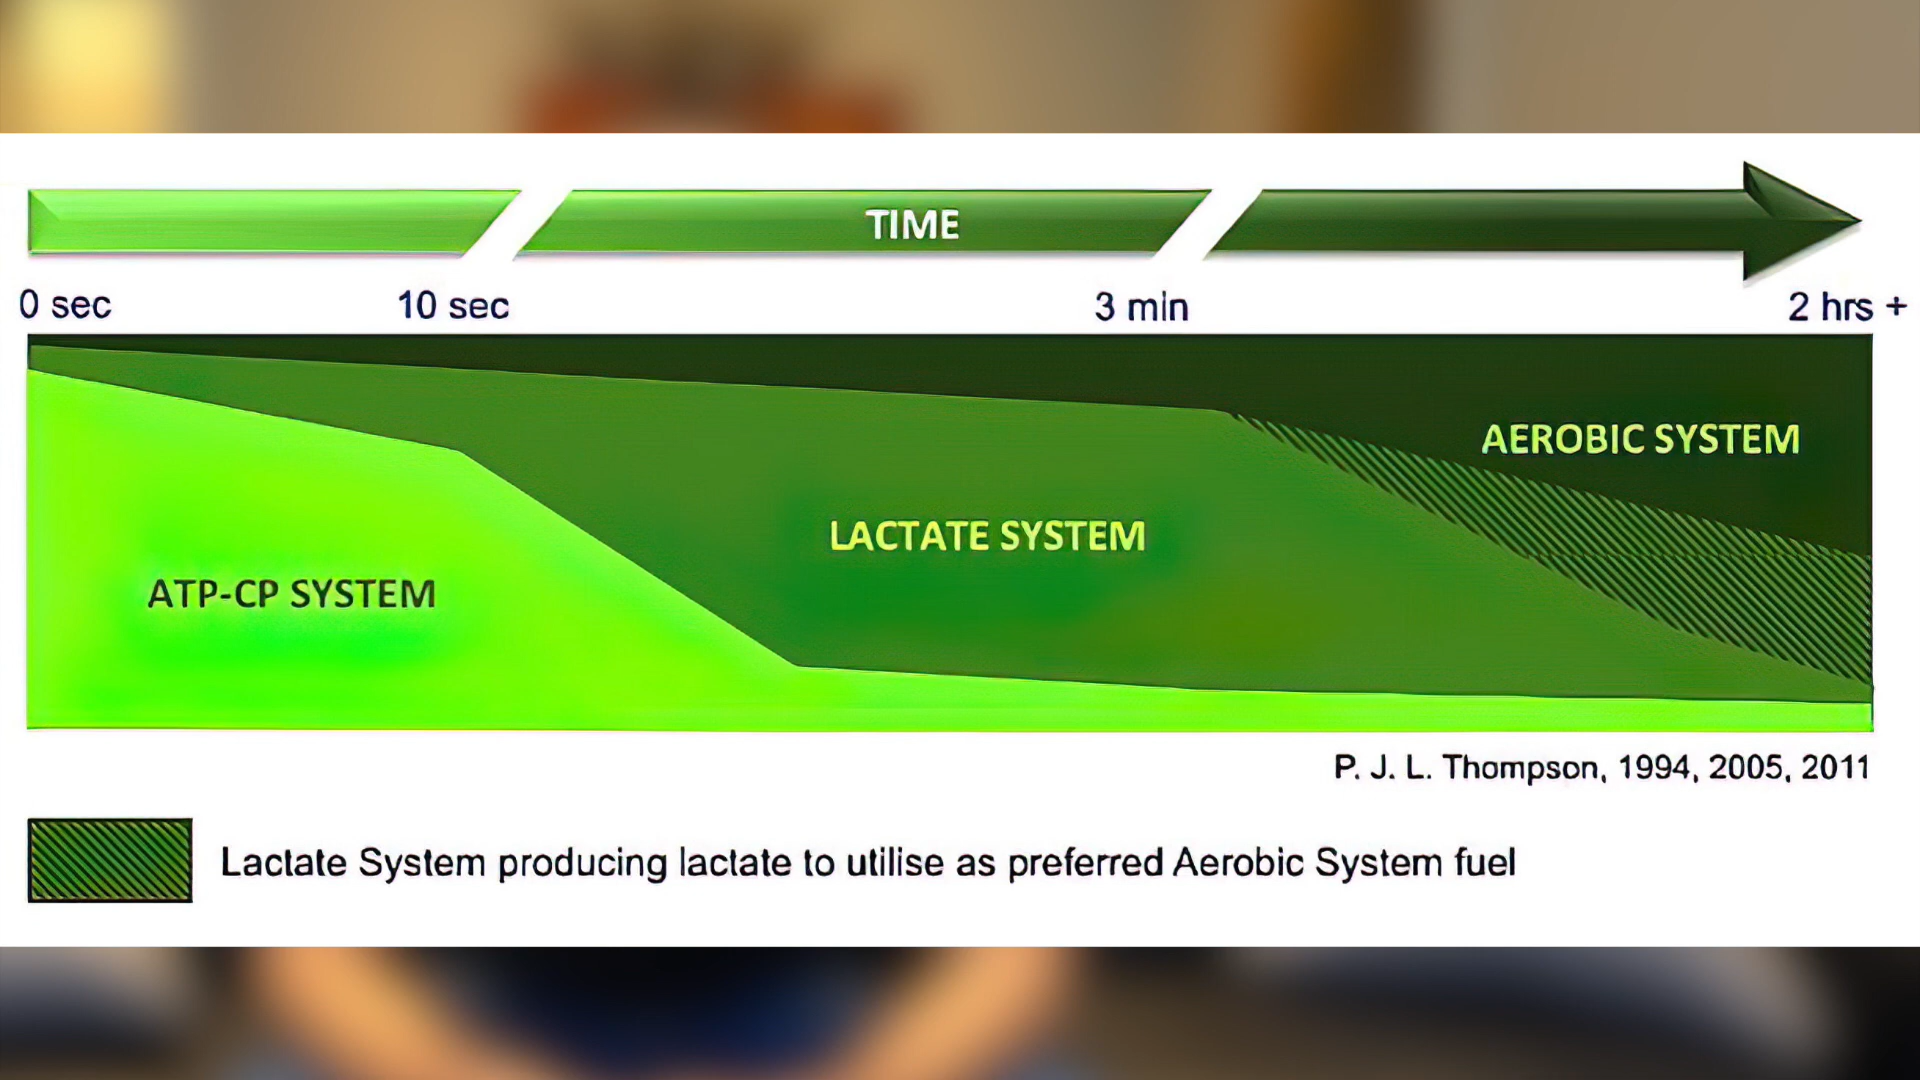 TIME
0 sec 10 sec 3 min 2 hrs +
AEROBIC SYSTEM
LACTATE SYSTEM
ATP-CP SYSTEM
P. J. L. Thompson, 1994, 2005, 2011
Lactate System producing lactate to utilise as preferred Aerobic System fuel